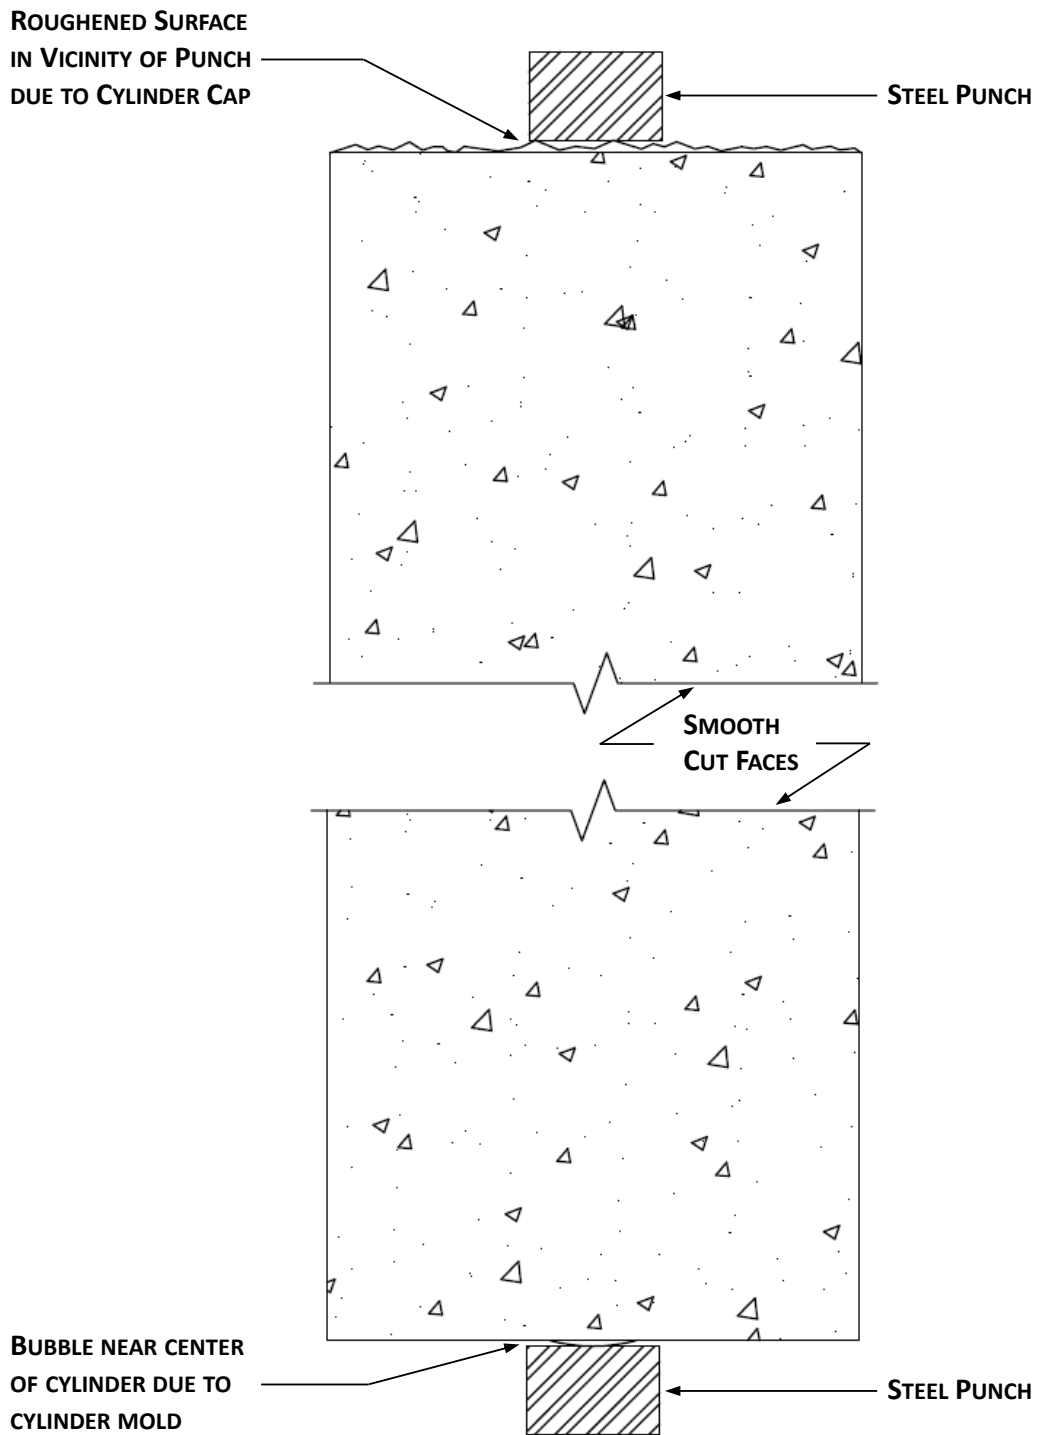 ROUGHENED SURFACE
IN VICINITY OF PUNCH
DUE TO CYLINDER CAP
STEEL PUNCH
SMOOTH
CUT FACES
BUBBLE NEAR CENTER
OF CYLINDER DUE TO
CYLINDER MOLD
STEEL PUNCH